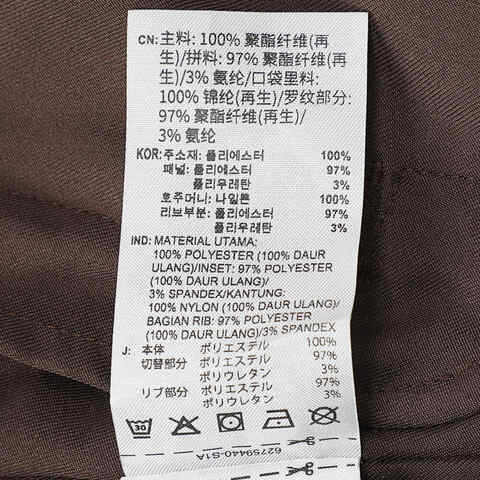 CN: 主料: 100% 聚酯纤维(再
生)/拼料: 97% 聚酯纤维(再生)
/3% 氨纶/口袋里料:
100% 锦纶(再生)/罗纹部分:
97% 聚酯纤维(再生)/
3% 氨纶
KOR: 주소재: 폴리에스터 100%
패널: 폴리에스터 97%
폴리우레탄 3%
호주머니: 나일론 100%
리브부분: 폴리에스터 97%
폴리우레탄 3%
IND: MATERIAL UTAMA:
100% POLYESTER (100% DAUR
ULANG)/INSET: 97% POLYESTER
(100% DAUR ULANG)/
3% SPANDEX/KANTUNG:
100% NYLON (100% DAUR ULANG)/
BAGIAN RIB: 97% POLYESTER
(100% DAUR ULANG)/3% SPANDEX
J: 本体 ポリエステル 100%
切替部分 ポリエステル 97%
ポリウレタン 3%
リブ部分 ポリエステル 97%
ポリウレタン 3%
30
62759440-S1A